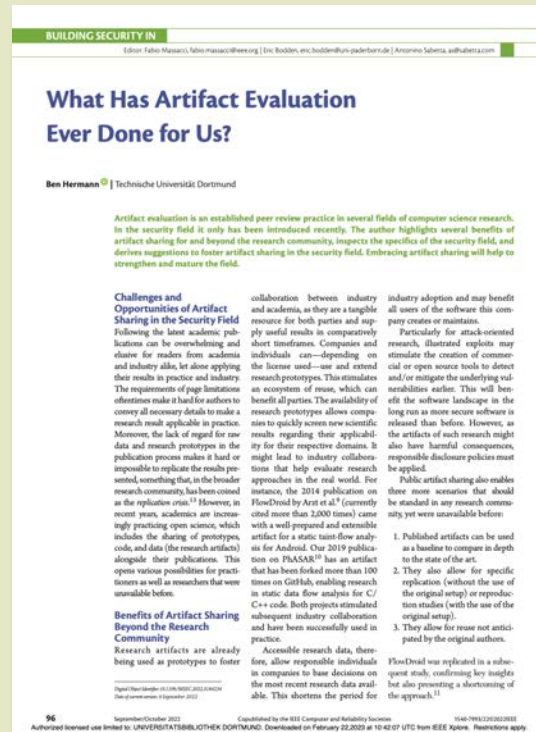 BUILDING SECURITY IN
Editor: Fabio Massacci, fabio.massacci@ieee.org | Eric Bodden, eric.bodden@uni-paderborn.de | Antonino Sabetta, as@sabetta.com
What Has Artifact Evaluation
Ever Done for Us?
Ben Hermann | Technische Universität Dortmund
Artifact evaluation is an established peer review practice in several fields of computer science research.
In the security field it only has been introduced recently. The author highlights several benefits of
artifact sharing for and beyond the research community, inspects the specifics of the security field, and
derives suggestions to foster artifact sharing in the security field. Embracing artifact sharing will help to
strengthen and mature the field.
Challenges and
Opportunities of Artifact
Sharing in the Security Field
Following the latest academic pub-
lications can be overwhelming and
elusive for readers from academia
and industry alike, let alone applying
their results in practice and industry.
The requirements of page limitations
oftentimes make it hard for authors to
convey all necessary details to make a
research result applicable in practice.
Moreover, the lack of regard for raw
data and research prototypes in the
publication process makes it hard or
impossible to replicate the results pre-
sented, something that, in the broader
research community, has been coined
as the replication crisis.13 However, in
recent years, academics are increas-
ingly practicing open science, which
includes the sharing of prototypes,
code, and data (the research artifacts)
alongside their publications. This
opens various possibilities for practi-
tioners as well as researchers that were
unavailable before.
Benefits of Artifact Sharing
Beyond the Research
Community
Research artifacts are already
being used as prototypes to foster
collaboration between industry
and academics, as they are a tangible
resource for both parties and sup-
ply useful results in comparatively
short timeframes. Companies and
individuals can—depending on
the license used—use and extend
research prototypes. This stimulates
an ecosystem of reuse, which can
benefit all parties. The availability of
research prototypes allows compa-
nies to quickly screen new scientific
results regarding their applicabil-
ity for their respective domains. It
might lead to industry collabora-
tions that help evaluate research
approaches in the real world. For
instance, the 2014 publication on
FlowDroid by Arzt et al.9 (currently
cited more than 2,000 times) came
with a well-prepared and extensible
artifact for a static taint-flow analy-
sis for Android. Our 2019 publica-
tion on PhASAR10 has an artifact
that has been forked more than 100
times on GitHub, enabling research
in static data flow analysis for C/
C++ code. Both projects stimulated
subsequent industry collaboration
and have been successfully used in
practice.
Accessible research data, there-
fore, allow responsible individuals
in companies to base decisions on
the most recent research data avail-
able. This shortens the period for
industry adoption and may benefit
all users of the software this com-
pany creates or maintains.
Particularly for attack-oriented
research, illustrated exploits may
stimulate the creation of commer-
cial or open source tools to detect
and/or mitigate the underlying vul-
nerabilities earlier. This will ben-
efit the software landscape in the
long run as more secure software is
released than before. However, as
the artifacts of such research might
also have harmful consequences,
responsible disclosure policies must
be applied.
Public artifact sharing also enables
three more scenarios that should
be standard in any research commu-
nity, yet were unavailable before:
1. Published artifacts can be used
as a baseline to compare in depth
to the state of the art.
2. They also allow for specific
replication (without the use of
the original setup) or reproduc-
tion studies (with the use of the
original setup).
3. They allow for reuse not antici-
pated by the original authors.
FlowDroid was replicated in a subse-
quent study, confirming key insights
but also presenting a shortcoming of
the approach.11
Digital Object Identifier
Date of current version: 6 September 2022
96 September/October 2022 Copublished by the IEEE Computer and Reliability Societies
Authorized licensed use limited to: UNIVERSITATSBIBLIOTHEK DORTMUND. Downloaded on February 22,2023 at 10:42:07 UTC from IEEE Xplore. Restrictions apply.